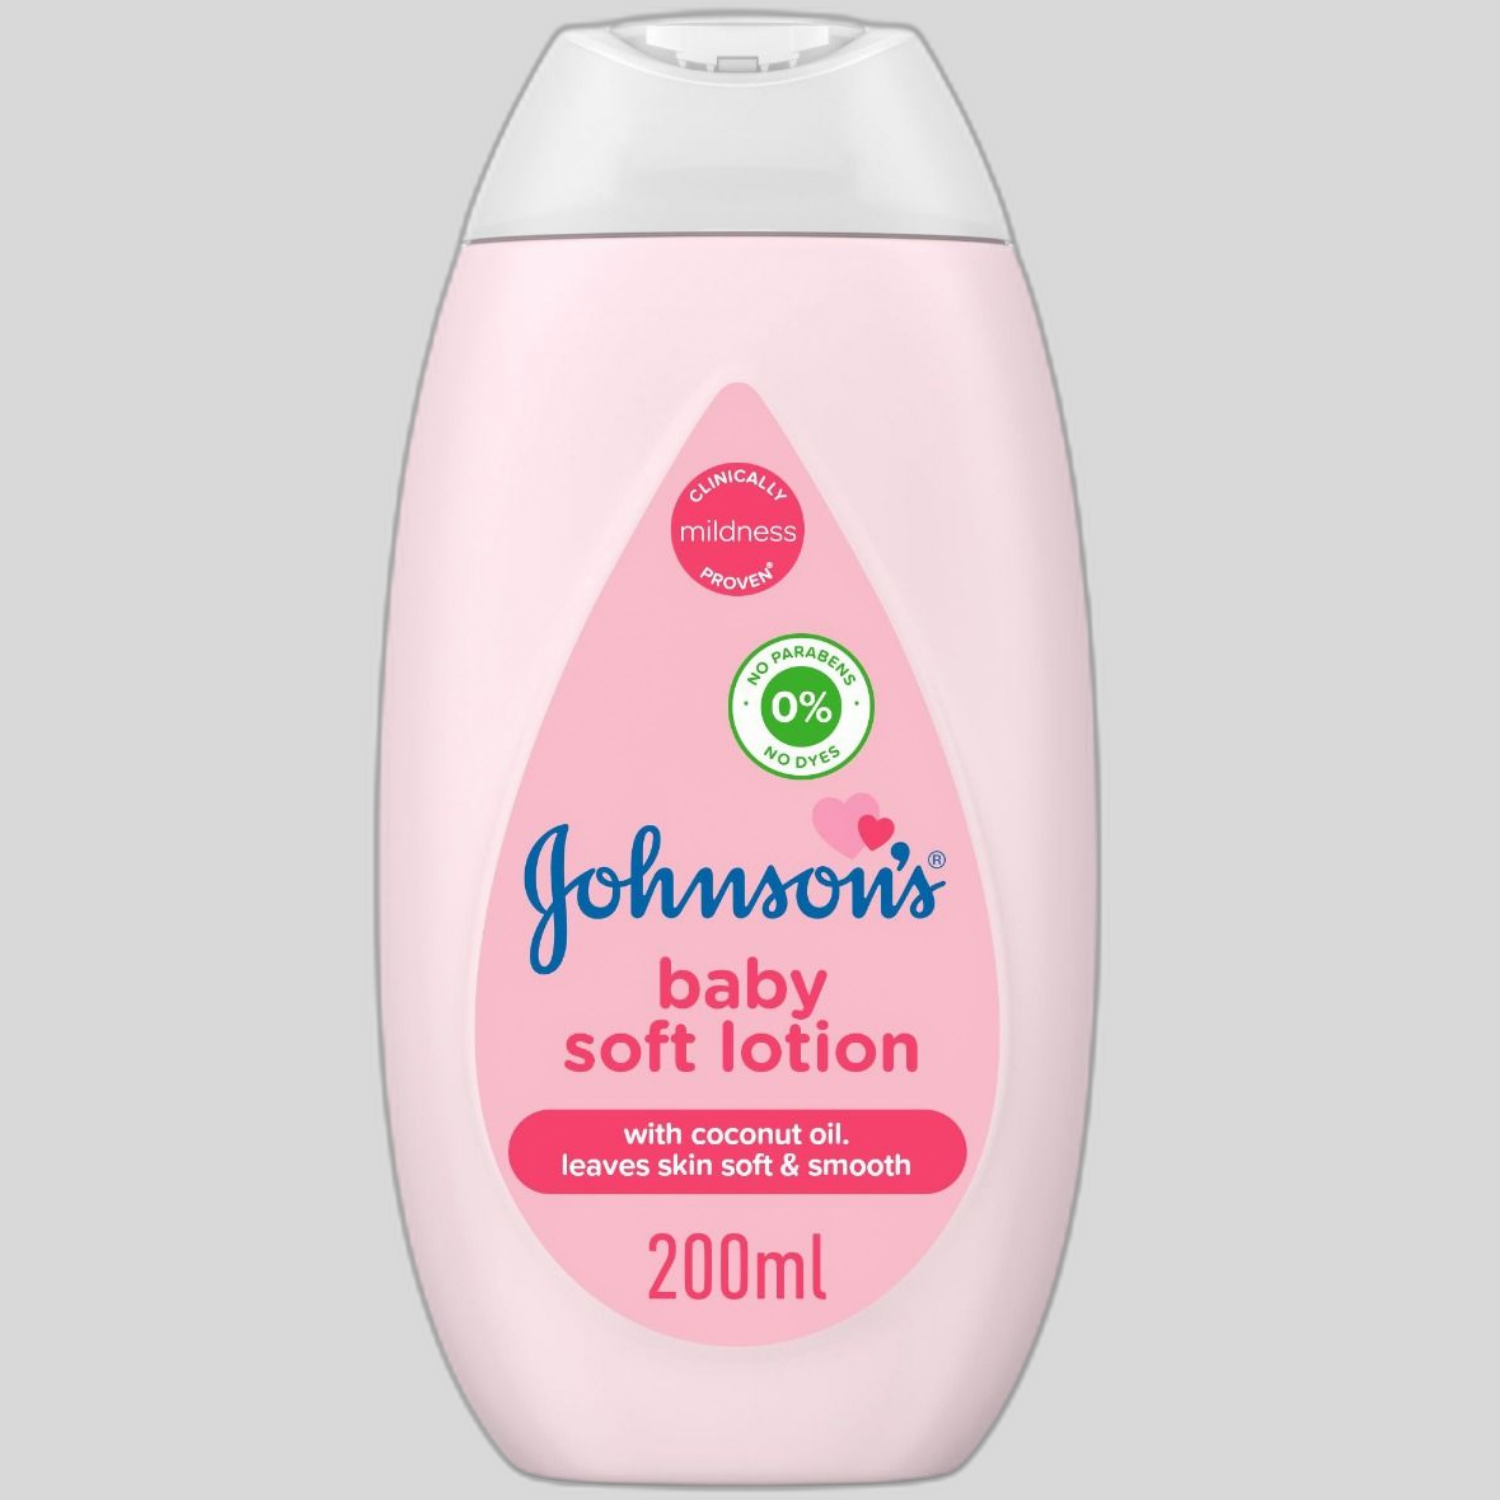 CLINICALLY
mildness
PROVEN®
NO PARABENS
0%
NO DYES
Johnson's®
baby
soft lotion
with coconut oil.
leaves skin soft & smooth
200ml